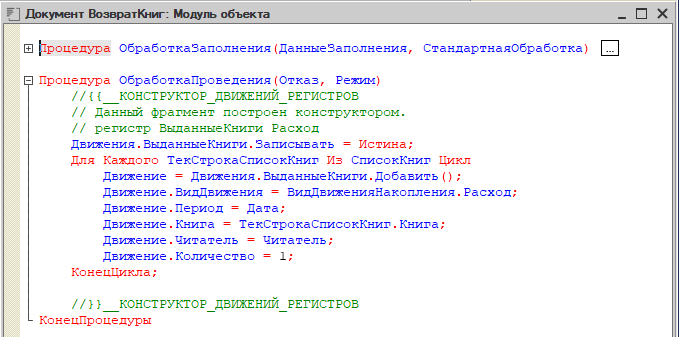 Документ ВозвратКниг: Модуль объекта
Процедура ОбработкаЗаполнения(ДанныеЗаполнения, СтандартнаяОбработка) ...
Процедура ОбработкаПроведения(Отказ, Режим)
//{{__КОНСТРУКТОР_ДВИЖЕНИЙ_РЕГИСТРОВ
// Данный фрагмент построен конструктором.
// регистр ВыданныеКниги Расход
Движения.ВыданныеКниги.Записывать = Истина;
Для Каждого ТекСтрокаСписокКниг Из СписокКниг Цикл
Движение = Движения.ВыданныеКниги.Добавить();
Движение.ВидДвижения = ВидДвиженияНакопления.Расход;
Движение.Период = Дата;
Движение.Книга = ТекСтрокаСписокКниг.Книга;
Движение.Читатель = Читатель;
Движение.Количество = 1;
КонецЦикла;
//}}__КОНСТРУКТОР_ДВИЖЕНИЙ_РЕГИСТРОВ
КонецПроцедуры